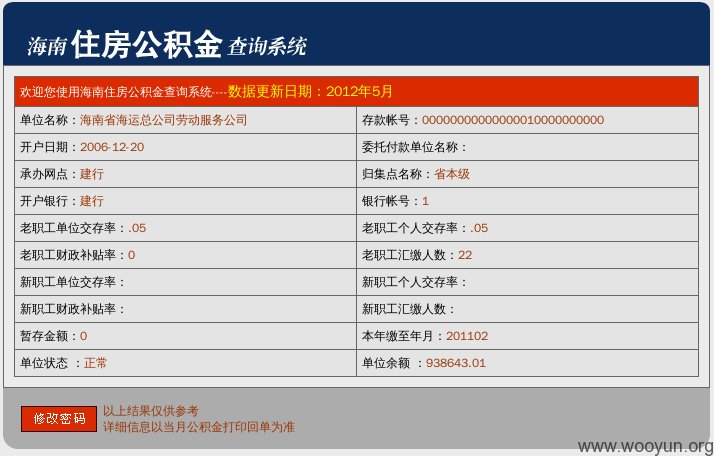 海南 住房公积金 查询系统
欢迎您使用海南住房公积金查询系统----数据更新日期：2012年5月
单位名称：海南省海运总公司劳动服务公司 存款帐号：00000000000000010000000000
开户日期：2006-12-20 委托付款单位名称：
承办网点：建行 归集点名称：省本级
开户银行：建行 银行帐号：1
老职工单位交存率：.05 老职工个人交存率：.05
老职工财政补贴率：0 老职工汇缴人数：22
新职工单位交存率： 新职工个人交存率：
新职工财政补贴率： 新职工汇缴人数：
暂存金额：0 本年缴至年月：201102
单位状态 ：正常 单位余额 ：938643.01
修改密码
以上结果仅供参考
详细信息以当月公积金打印回单为准
www.wooyun.org